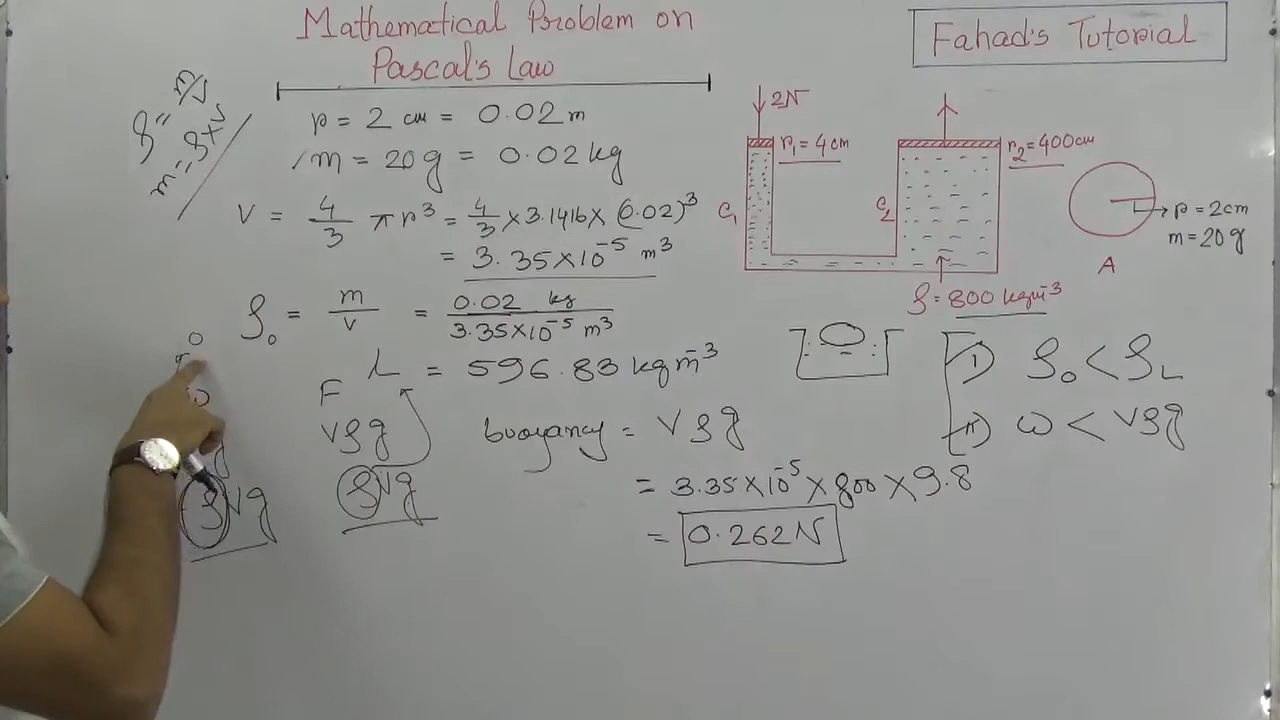 Mathematical Problem on
Pascal's Law
Fahad's Tutorial
r = 2 cm = 0.02 m
m = 20g = 0.02 kg
V = 4/3 πr³ = 4/3 × 3.1416 × (0.02)³
= 3.35×10⁻⁵ m³
ρ₀ = m/v = 0.02 kg / 3.35×10⁻⁵ m³
= 596.83 kgm⁻³
F
Vρg
ρVg
ρVg
buoyancy = Vρg
= 3.35×10⁻⁵ × 800 × 9.8
= 0.262N
2N
r₁ = 4cm
r₂ = 400cm
C₁
C₂
ρ = 800 kgm⁻³
r = 2cm
m = 20g
A
I) ρ₀ < ρL
II) ω < Vρg
m = ρ×v